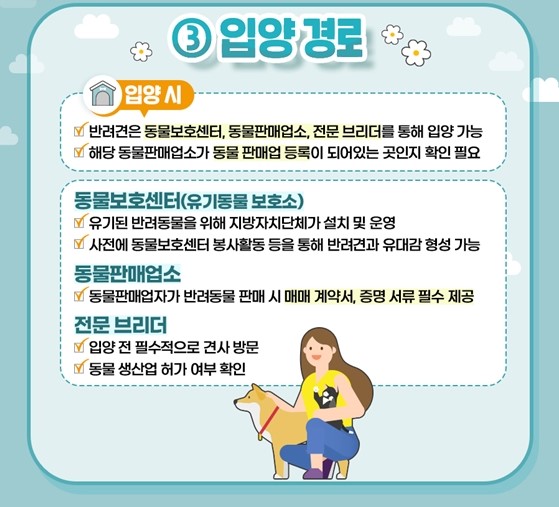 ③ 입양 경로
입양 시
반려견은 동물보호센터, 동물판매업소, 전문 브리더를 통해 입양 가능
해당 동물판매업소가 동물 판매업 등록이 되어있는 곳인지 확인 필요
동물보호센터(유기동물 보호소)
유기된 반려동물을 위해 지방자치단체가 설치 및 운영
사전에 동물보호센터 봉사활동 등을 통해 반려견과 유대감 형성 가능
동물판매업소
동물판매업자가 반려동물 판매 시 매매 계약서, 증명 서류 필수 제공
전문 브리더
입양 전 필수적으로 견사 방문
동물 생산업 허가 여부 확인